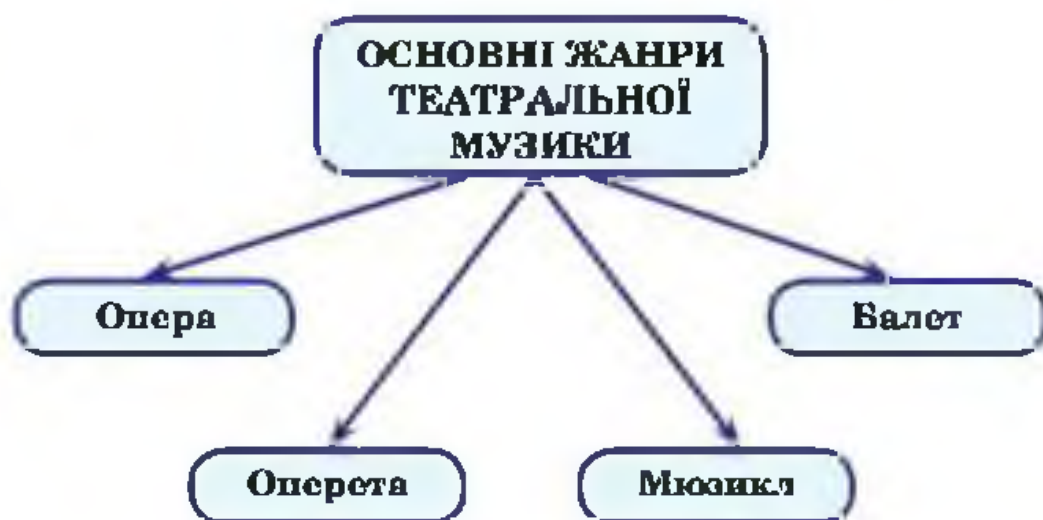 ОСНОВНІ ЖАНРИ
ТЕАТРАЛЬНОЇ
МУЗИКИ
Опера
Балет
Оперета
Мюзикл